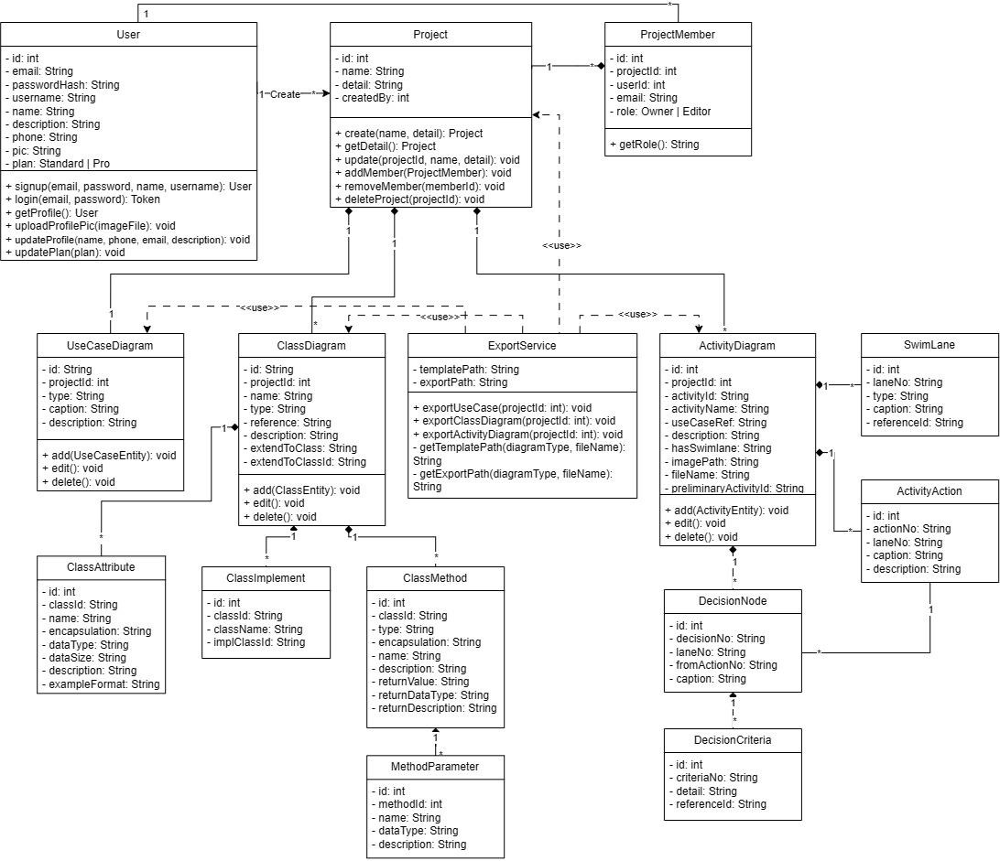 1
*
User
- id: int
- email: String
- passwordHash: String
- username: String
- name: String
- description: String
- phone: String
- pic: String
- plan: Standard | Pro
+ signup(email, password, name, username): User
+ login(email, password): Token
+ getProfile(): User
+ uploadProfilePic(imageFile): void
+ updateProfile(name, phone, email, description): void
+ updatePlan(plan): void
1 Create *
Project
- id: int
- name: String
- detail: String
- createdBy: int
+ create(name, detail): Project
+ getDetail(): Project
+ update(projectId, name, detail): void
+ addMember(ProjectMember): void
+ removeMember(memberId): void
+ deleteProject(projectId): void
1
*
ProjectMember
- id: int
- projectId: int
- userId: int
- email: String
- role: Owner | Editor
+ getRole(): String
1
1
1
<<use>>
<<use>>
<<use>>
<<use>>
1
*
*
UseCaseDiagram
- id: String
- projectId: int
- type: String
- caption: String
- description: String
+ add(UseCaseEntity): void
+ edit(): void
+ delete(): void
ClassDiagram
- id: String
- projectId: int
- name: String
- type: String
- reference: String
- description: String
- extendToClass: String
- extendToClassId: String
+ add(ClassEntity): void
+ edit(): void
+ delete(): void
ExportService
- templatePath: String
- exportPath: String
+ exportUseCase(projectId: int): void
+ exportClassDiagram(projectId: int): void
+ exportActivityDiagram(projectId: int): void
- getTemplatePath(diagramType, fileName):
String
- getExportPath(diagramType, fileName):
String
ActivityDiagram
- id: int
- projectId: int
- activityId: String
- activityName: String
- useCaseRef: String
- description: String
- hasSwimlane: String
- imagePath: String
- fileName: String
- preliminaryActivityId: String
+ add(ActivityEntity): void
+ edit(): void
+ delete(): void
1
*
SwimLane
- id: int
- laneNo: String
- type: String
- caption: String
- referenceId: String
1
*
ActivityAction
- id: int
- actionNo: String
- laneNo: String
- caption: String
- description: String
1
*
1
*
ClassAttribute
- id: int
- classId: String
- name: String
- encapsulation: String
- dataType: String
- dataSize: String
- description: String
- exampleFormat: String
1
*
ClassImplement
- id: int
- classId: String
- className: String
- implClassId: String
1
*
ClassMethod
- id: int
- classId: String
- type: String
- encapsulation: String
- name: String
- description: String
- returnValue: String
- returnDataType: String
- returnDescription: String
1
*
MethodParameter
- id: int
- methodId: int
- name: String
- dataType: String
- description: String
1
*
DecisionNode
- id: int
- decisionNo: String
- laneNo: String
- fromActionNo: String
- caption: String
1
*
DecisionCriteria
- id: int
- criteriaNo: String
- detail: String
- referenceId: String